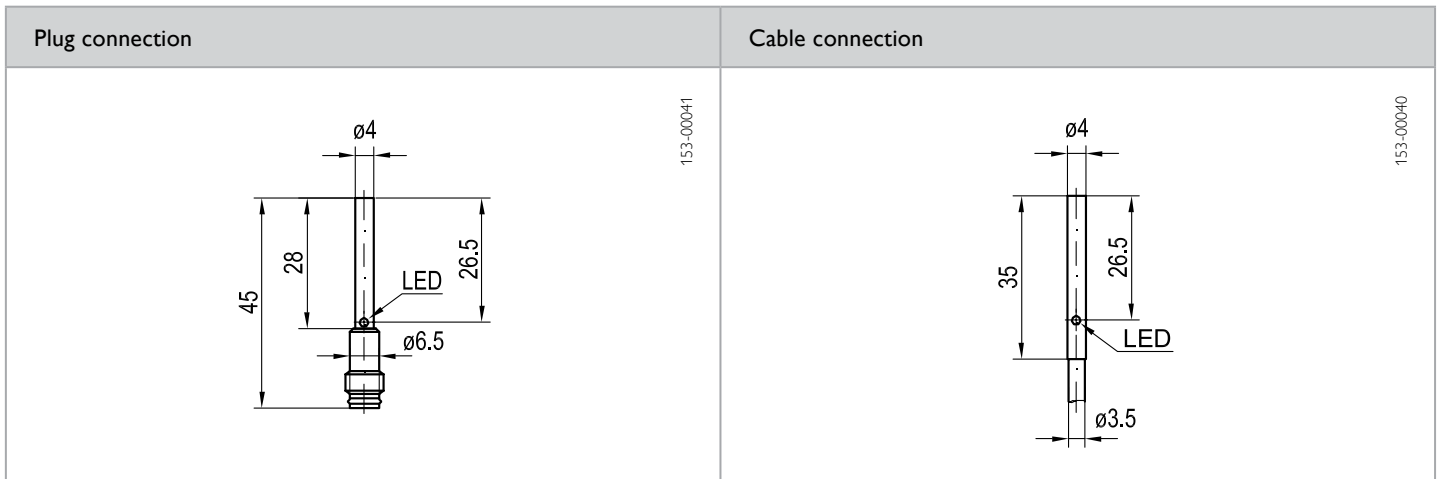 Plug connection
Cable connection
153-00041
ø4
45
28
26.5
LED
ø6.5
153-00040
ø4
35
26.5
LED
ø3.5